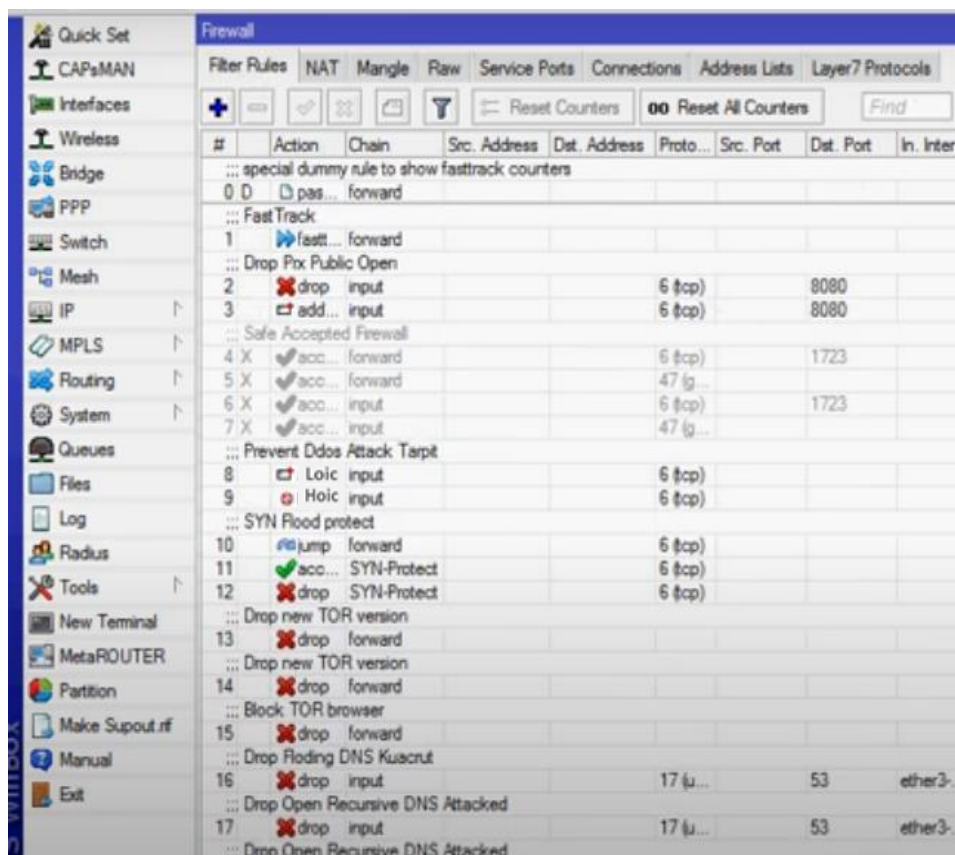 Quick Set
CAPsMAN
Interfaces
Wireless
Bridge
PPP
Switch
Mesh
IP
MPLS
Routing
System
Queues
Files
Log
Radius
Tools
New Terminal
MetaROUTER
Partition
Make Supout.rif
Manual
Exit
S WinBox
Firewall
Filter Rules NAT Mangle Raw Service Ports Connections Address Lists Layer7 Protocols
00 Reset Counters 00 Reset All Counters Find
# Action Chain Src. Address Dst. Address Proto... Src. Port Dst. Port In. Inter
::: special dummy rule to show fasttrack counters
0 D pas... forward
::: FastTrack
1 fastt... forward
::: Drop Prx Public Open
2 drop input 6 (tcp) 8080
3 add... input 6 (tcp) 8080
::: Safe Accepted Firewall
4 X acc... forward 6 (tcp) 1723
5 X acc... forward 47 (g...
6 X acc... input 6 (tcp) 1723
7 X acc... input 47 (g...
::: Prevent Ddos Attack Tarpit
8 Loic input 6 (tcp)
9 Hoic input 6 (tcp)
::: SYN Flood protect
10 jump forward 6 (tcp)
11 acc... SYN-Protect 6 (tcp)
12 drop SYN-Protect 6 (tcp)
::: Drop new TOR version
13 drop forward
::: Drop new TOR version
14 drop forward
::: Block TOR browser
15 drop forward
::: Drop Floding DNS Kuacrut
16 drop input 17 (u... 53 ether3-.
::: Drop Open Recursive DNS Attacked
17 drop input 17 (u... 53 ether3-.
::: Drop Open Recursive DNS Attacked